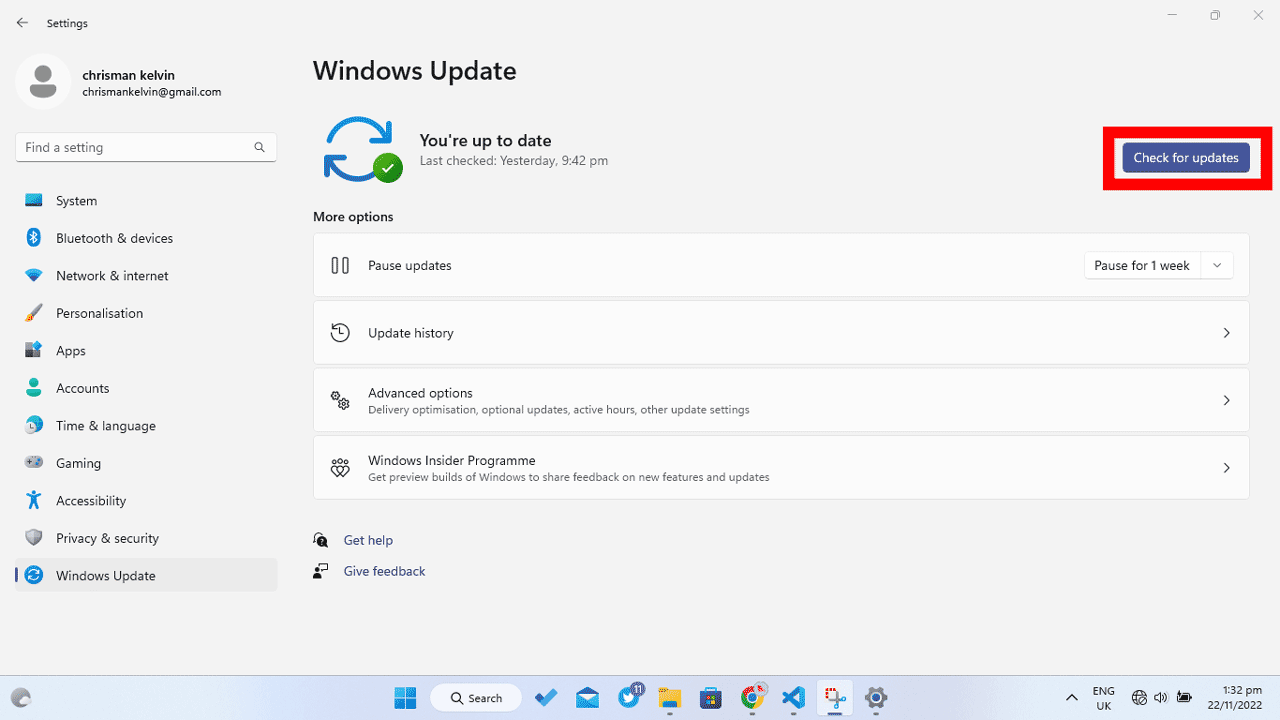 Settings
chrisman kelvin
chrismankelvin@gmail.com
Find a setting
System
Bluetooth & devices
Network & internet
Personalisation
Apps
Accounts
Time & language
Gaming
Accessibility
Privacy & security
Windows Update
Windows Update
You're up to date
Last checked: Yesterday, 9:42 pm
Check for updates
More options
Pause updates
Pause for 1 week
Update history
Advanced options
Delivery optimisation, optional updates, active hours, other update settings
Windows Insider Programme
Get preview builds of Windows to share feedback on new features and updates
Get help
Give feedback
Search
11
ENG
UK
1:32 pm
22/11/2022